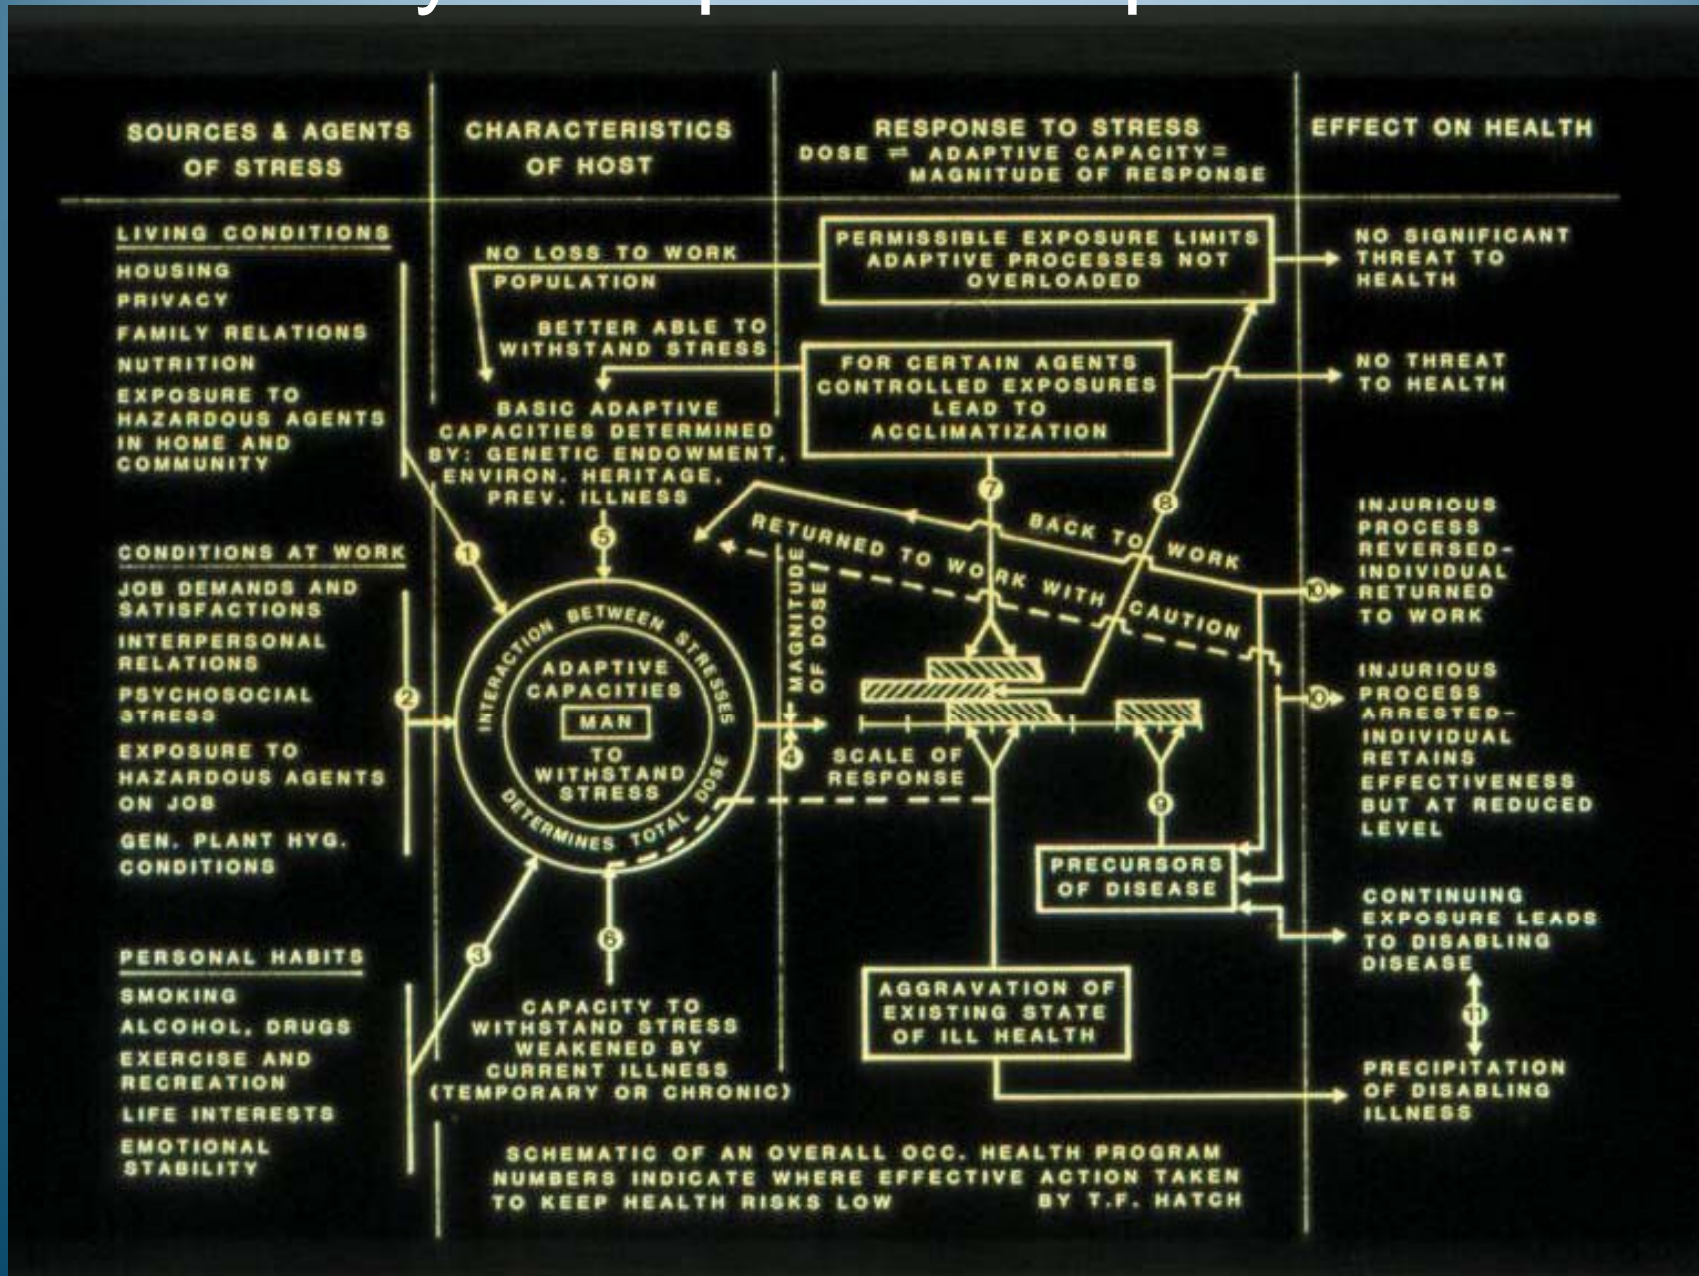 SOURCES & AGENTS
OF STRESS
CHARACTERISTICS
OF HOST
RESPONSE TO STRESS
DOSE ⇌ ADAPTIVE CAPACITY=
MAGNITUDE OF RESPONSE
EFFECT ON HEALTH
LIVING CONDITIONS
HOUSING
PRIVACY
FAMILY RELATIONS
NUTRITION
EXPOSURE TO
HAZARDOUS AGENTS
IN HOME AND
COMMUNITY
CONDITIONS AT WORK
JOB DEMANDS AND
SATISFACTIONS
INTERPERSONAL
RELATIONS
PSYCHOSOCIAL
STRESS
EXPOSURE TO
HAZARDOUS AGENTS
ON JOB
GEN. PLANT HYG.
CONDITIONS
PERSONAL HABITS
SMOKING
ALCOHOL, DRUGS
EXERCISE AND
RECREATION
LIFE INTERESTS
EMOTIONAL
STABILITY
1
2
3
NO LOSS TO WORK
POPULATION
BETTER ABLE TO
WITHSTAND STRESS
BASIC ADAPTIVE
CAPACITIES DETERMINED
BY: GENETIC ENDOWMENT,
ENVIRON. HERITAGE,
PREV. ILLNESS
5
INTERACTION BETWEEN STRESSES
ADAPTIVE
CAPACITIES
MAN
TO
WITHSTAND
STRESS
DETERMINES TOTAL DOSE
6
CAPACITY TO
WITHSTAND STRESS
WEAKENED BY
CURRENT ILLNESS
(TEMPORARY OR CHRONIC)
PERMISSIBLE EXPOSURE LIMITS
ADAPTIVE PROCESSES NOT
OVERLOADED
FOR CERTAIN AGENTS
CONTROLLED EXPOSURES
LEAD TO
ACCLIMATIZATION
7
8
BACK TO WORK
RETURNED TO WORK WITH CAUTION
MAGNITUDE
OF DOSE
4
SCALE OF
RESPONSE
9
PRECURSORS
OF DISEASE
AGGRAVATION OF
EXISTING STATE
OF ILL HEALTH
NO SIGNIFICANT
THREAT TO
HEALTH
NO THREAT
TO HEALTH
10
INJURIOUS
PROCESS
REVERSED-
INDIVIDUAL
RETURNED
TO WORK
10
INJURIOUS
PROCESS
ARRESTED-
INDIVIDUAL
RETAINS
EFFECTIVENESS
BUT AT REDUCED
LEVEL
CONTINUING
EXPOSURE LEADS
TO DISABLING
DISEASE
11
PRECIPITATION
OF DISABLING
ILLNESS
SCHEMATIC OF AN OVERALL OCC. HEALTH PROGRAM
NUMBERS INDICATE WHERE EFFECTIVE ACTION TAKEN
TO KEEP HEALTH RISKS LOW BY T.F. HATCH